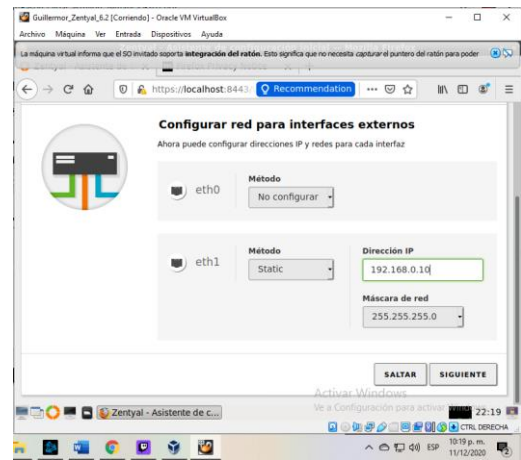 Guillermor_Zentyal_6.2 [Corriendo] - Oracle VM VirtualBox
Archivo Máquina Ver Entrada Dispositivos Ayuda
La máquina virtual informa que el SO invitado soporta integración del ratón. Esto significa que no necesita capturar el puntero del ratón para poder
https://localhost:8443/ Recommendation
Configurar red para interfaces externos
Ahora puede configurar direcciones IP y redes para cada interfaz
eth0
Método
No configurar
eth1
Método
Static
Dirección IP
192.168.0.10
Máscara de red
255.255.255.0
SALTAR
SIGUIENTE
Activar Windows
Ve a Configuración para activar Windows.
Zentyal - Asistente de c...
22:19
CTRL DERECHA
ESP
10:19 p. m.
11/12/2020
2